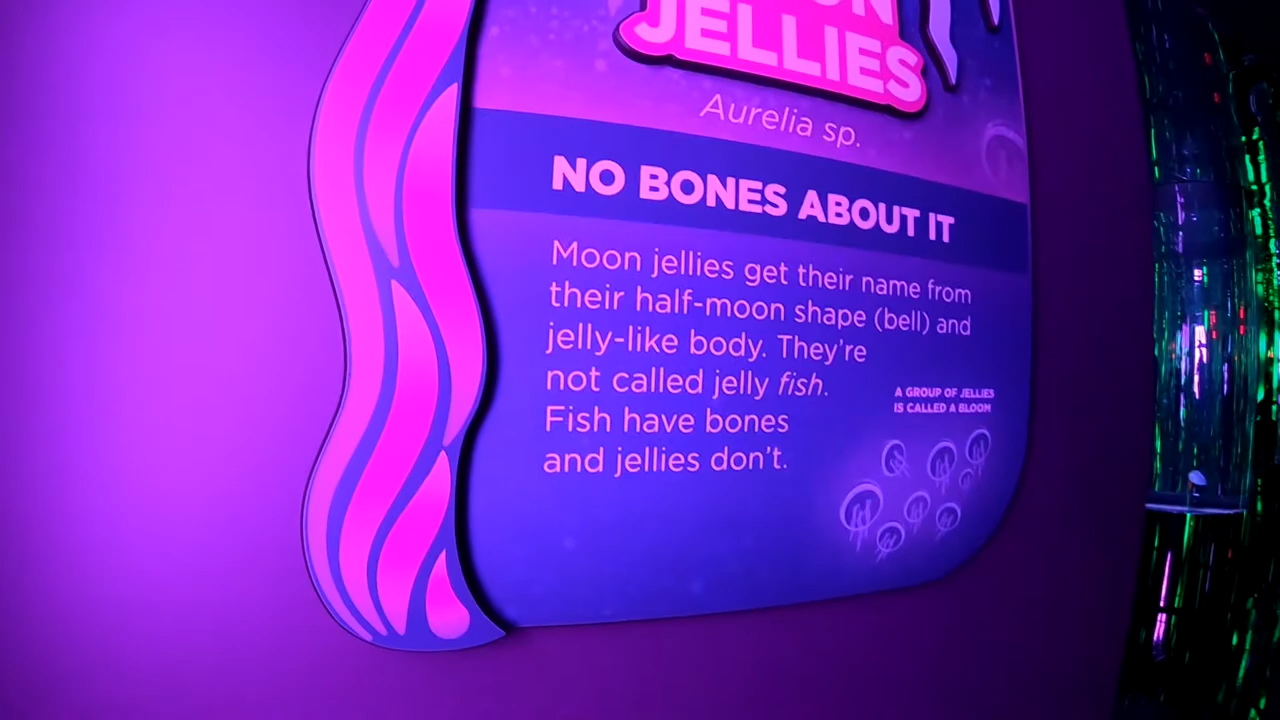 JELLIES
Aurelia sp.
NO BONES ABOUT IT
Moon jellies get their name from
their half-moon shape (bell) and
jelly-like body. They're
not called jelly fish.
Fish have bones
and jellies don't.
A GROUP OF JELLIES
IS CALLED A BLOOM